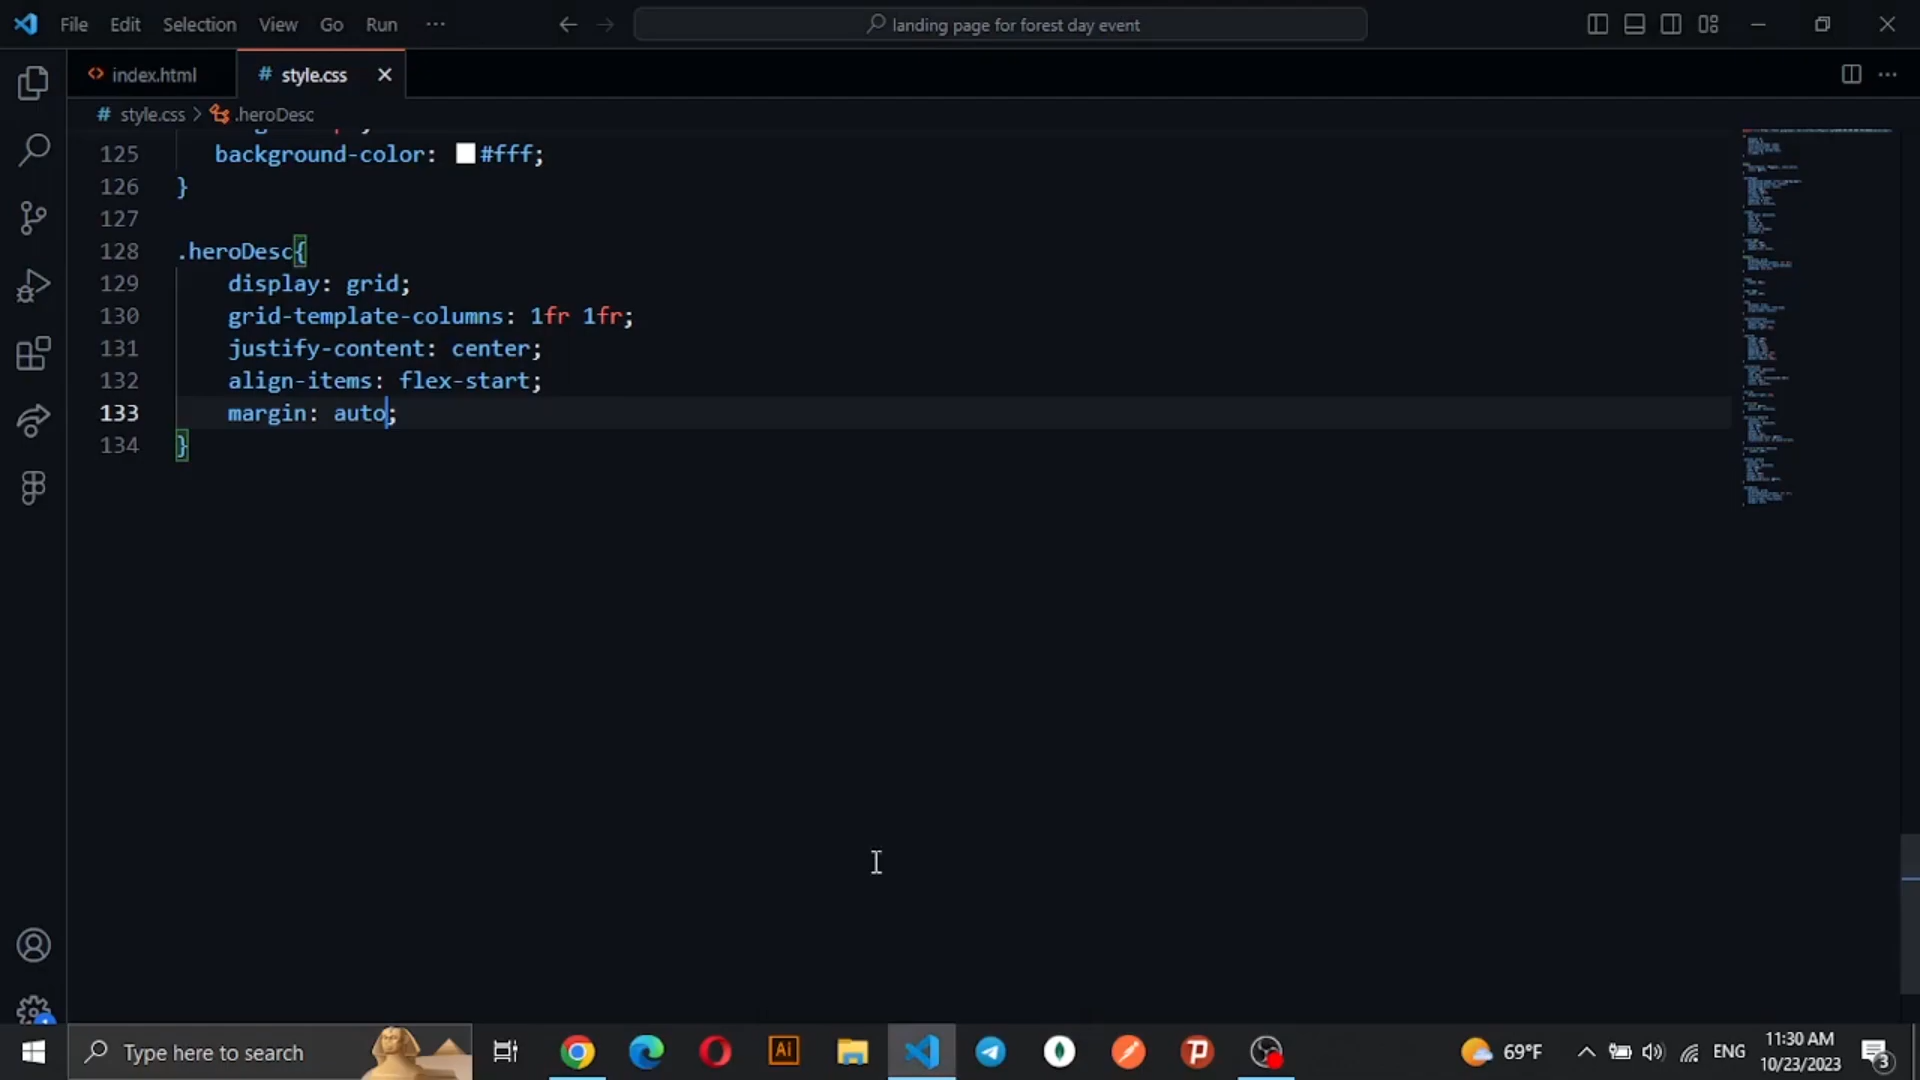 File Edit Selection View Go Run ··· landing page for forest day event
<> index.html # style.css
# style.css > .heroDesc
125 background-color: #fff;
126 }
127
128 .heroDesc{
129 display: grid;
130 grid-template-columns: 1fr 1fr;
131 justify-content: center;
132 align-items: flex-start;
133 margin: auto;
134 }
Type here to search Ai 69°F ENG 11:30 AM
10/23/2023 3